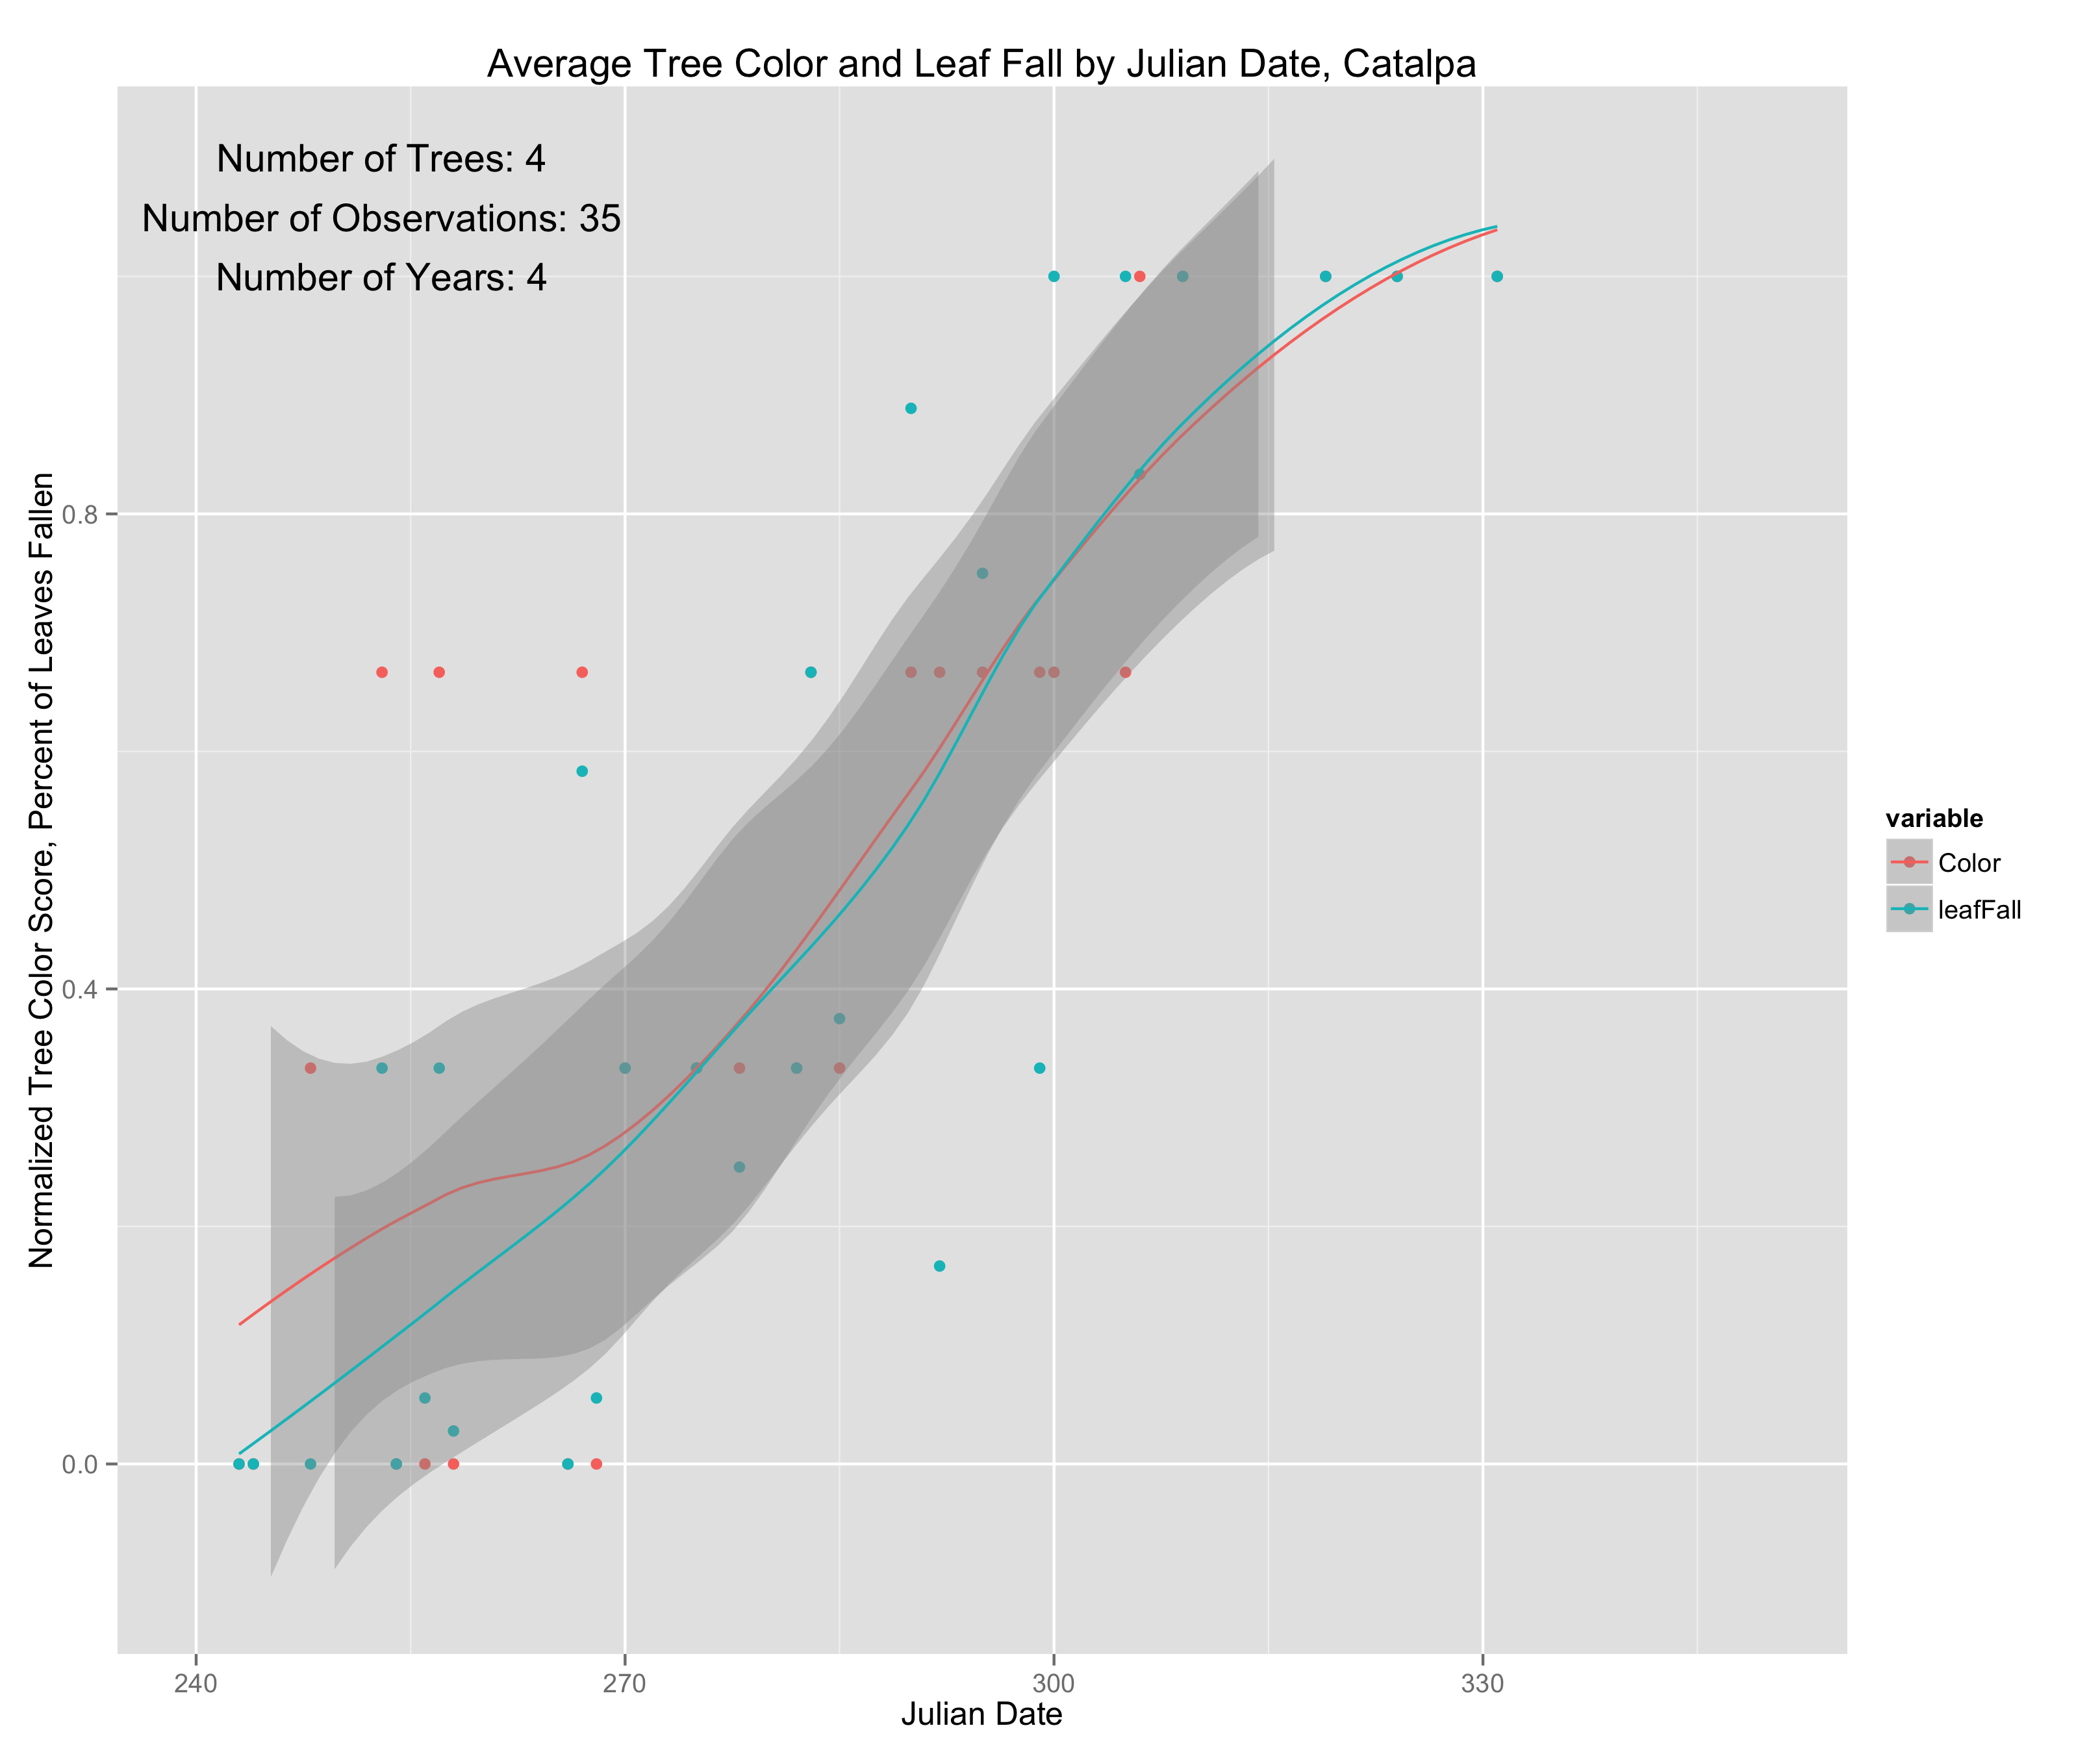 Average Tree Color and Leaf Fall by Julian Date, Catalpa
Number of Trees: 4
Number of Observations: 35
Number of Years: 4
Normalized Tree Color Score, Percent of Leaves Fallen
0.8
0.4
0.0
240
270
300
330
Julian Date
variable
Color
leafFall